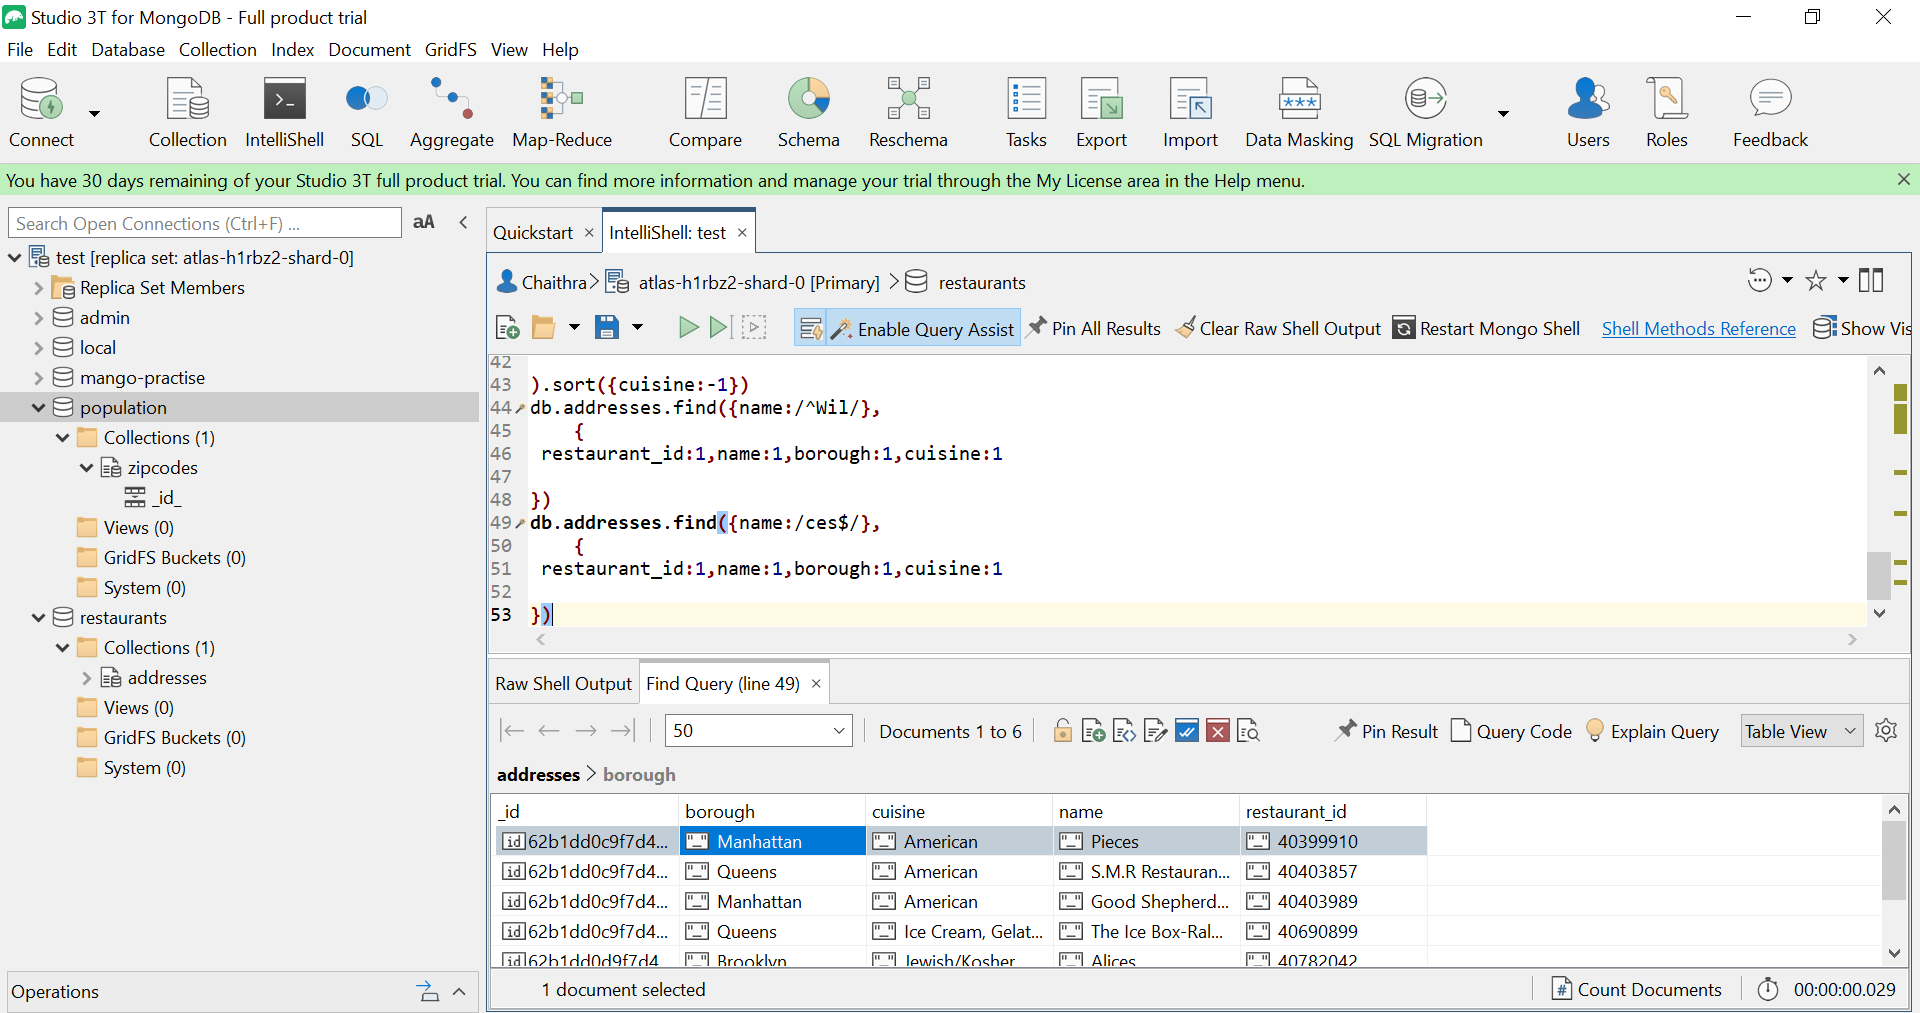 Studio 3T for MongoDB - Full product trial
File Edit Database Collection Index Document GridFS View Help
Connect Collection IntelliShell SQL Aggregate Map-Reduce Compare Schema Reschema Tasks Export Import Data Masking SQL Migration Users Roles Feedback
You have 30 days remaining of your Studio 3T full product trial. You can find more information and manage your trial through the My License area in the Help menu.
Search Open Connections (Ctrl+F) ... aA
test [replica set: atlas-h1rbz2-shard-0]
Replica Set Members
admin
local
mango-practise
population
Collections (1)
zipcodes
_id_
Views (0)
GridFS Buckets (0)
System (0)
restaurants
Collections (1)
addresses
Views (0)
GridFS Buckets (0)
System (0)
Operations
Quickstart IntelliShell: test
Chaithra atlas-h1rbz2-shard-0 [Primary] restaurants
Enable Query Assist Pin All Results Clear Raw Shell Output Restart Mongo Shell Shell Methods Reference Show Vis
42
43 ).sort({cuisine:-1})
44 db.addresses.find({name:/^Wil/},
45 {
46 restaurant_id:1,name:1,borough:1,cuisine:1
47
48 })
49 db.addresses.find({name:/ces$/},
50 {
51 restaurant_id:1,name:1,borough:1,cuisine:1
52
53 })
Raw Shell Output Find Query (line 49)
50 Documents 1 to 6 Pin Result Query Code Explain Query Table View
addresses > borough
_id borough cuisine name restaurant_id
62b1dd0c9f7d4... Manhattan American Pieces 40399910
62b1dd0c9f7d4... Queens American S.M.R Restauran... 40403857
62b1dd0c9f7d4... Manhattan American Good Shepherd... 40403989
62b1dd0c9f7d4... Queens Ice Cream, Gelat... The Ice Box-Ral... 40690899
62b1dd0d9f7d4 Brooklyn Jewish/Kosher Alices 40782042
1 document selected Count Documents 00:00:00.029